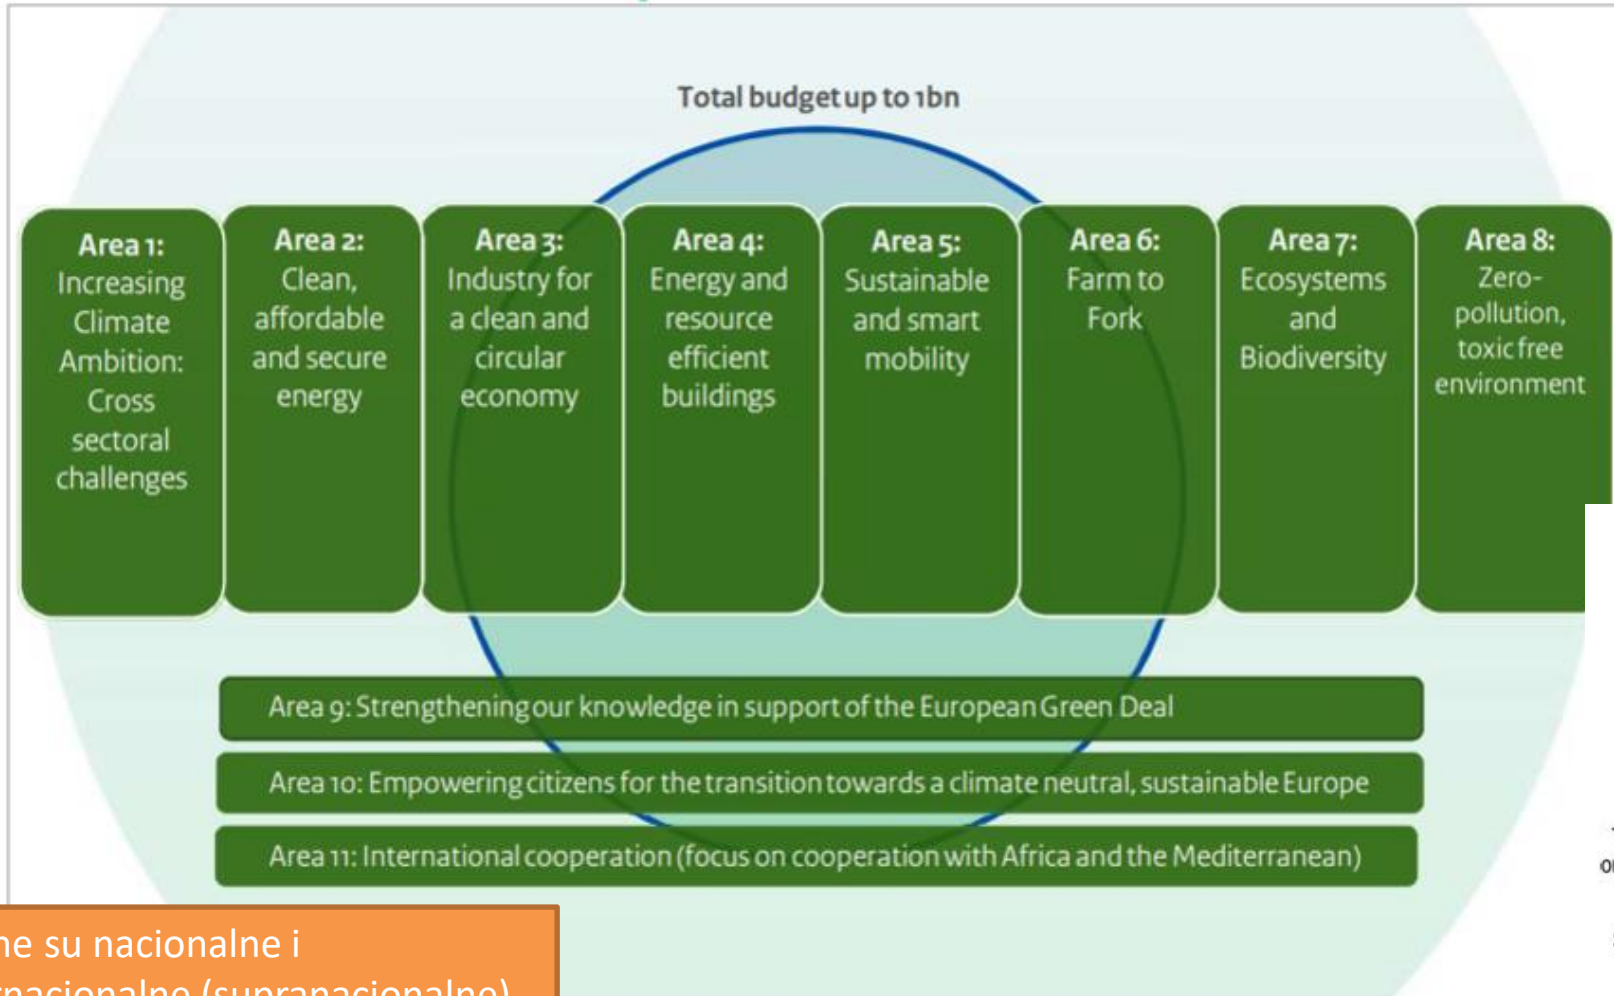 Total budget up to 1bn
Area 1:
Increasing
Climate
Ambition:
Cross
sectoral
challenges
Area 2:
Clean,
affordable
and secure
energy
Area 3:
Industry for
a clean and
circular
economy
Area 4:
Energy and
resource
efficient
buildings
Area 5:
Sustainable
and smart
mobility
Area 6:
Farm to
Fork
Area 7:
Ecosystems
and
Biodiversity
Area 8:
Zero-
pollution,
toxic free
environment
Area 9: Strengthening our knowledge in support of the European Green Deal
Area 10: Empowering citizens for the transition towards a climate neutral, sustainable Europe
Area 11: International cooperation (focus on cooperation with Africa and the Mediterranean)
su nacionalne i
(supranacionalne)